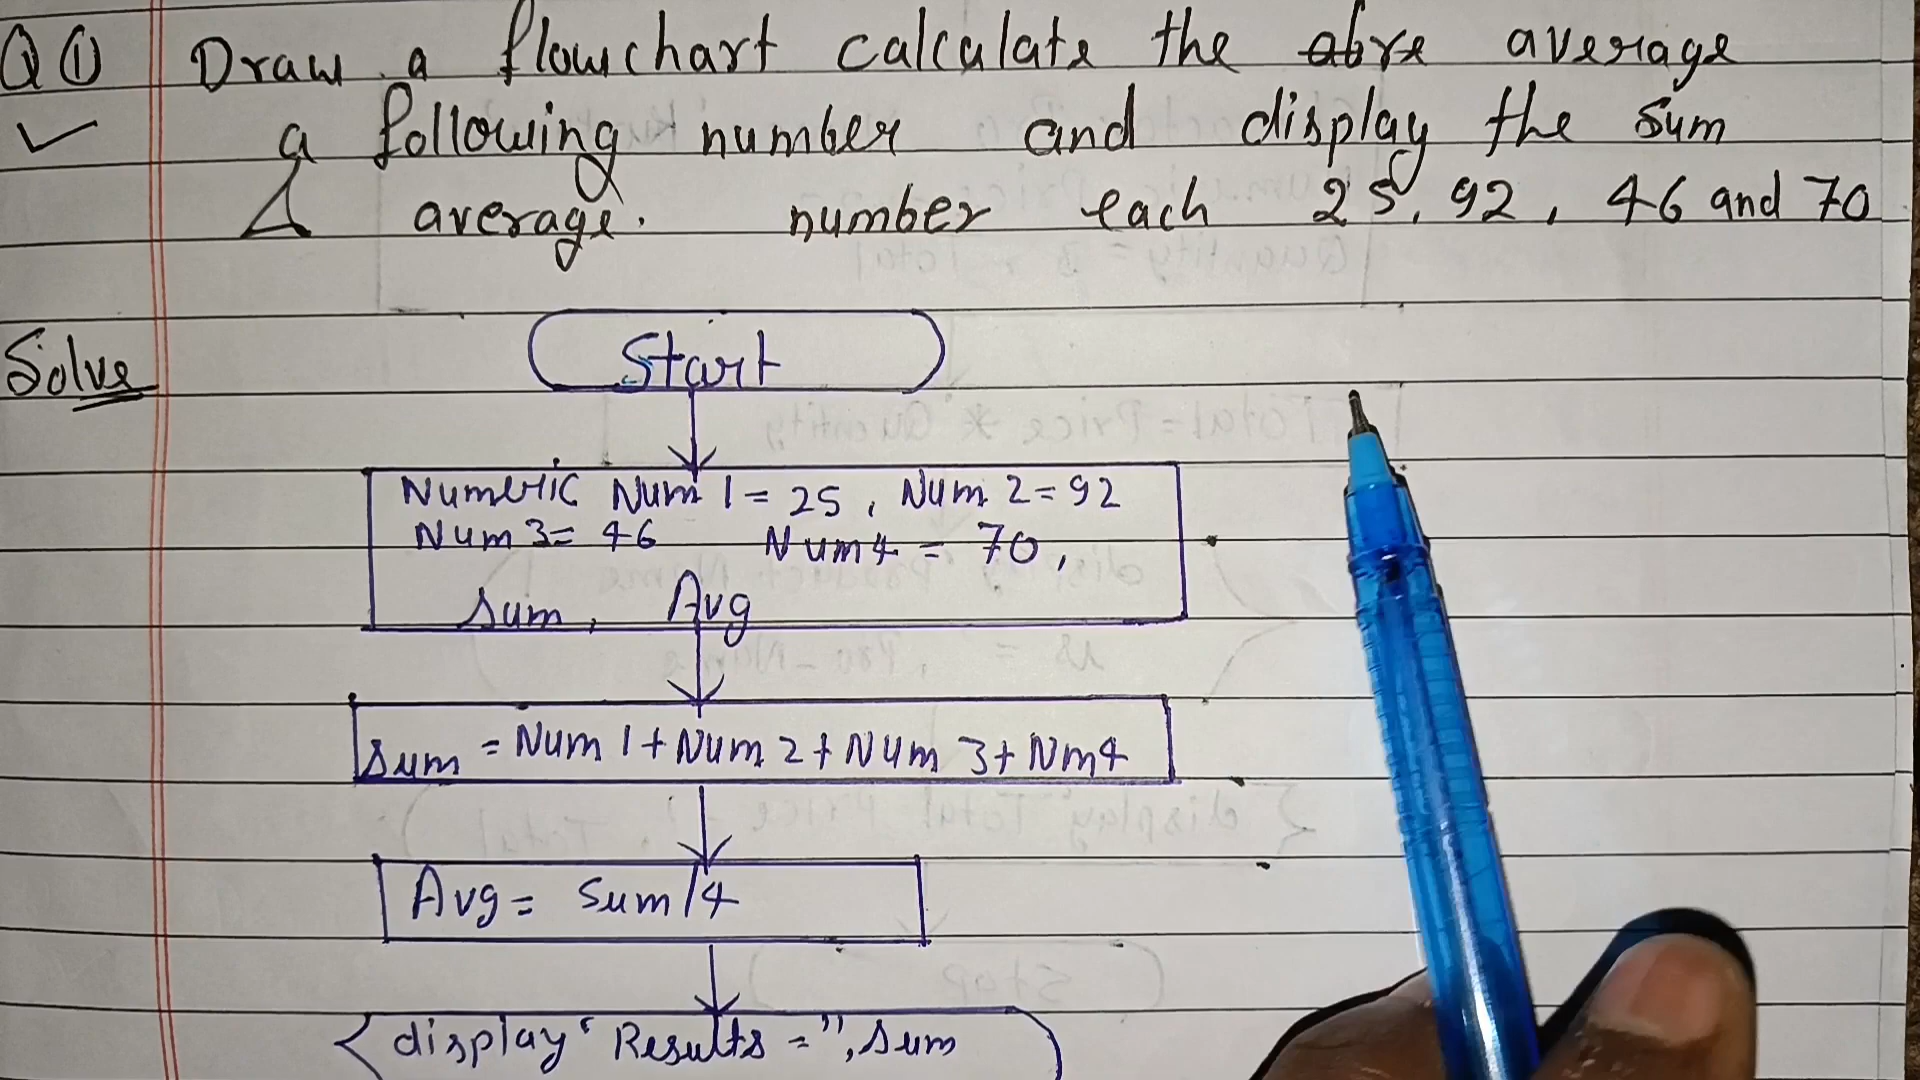 Q ① Draw a flowchart calculate the average
a following number and display the sum
& average. number each 25, 92, 46 and 70
Solve
Start
Numeric Num 1 = 25, Num 2 = 92
Num 3 = 46 Num 4 = 70,
Sum, Avg
Sum = Num 1 + Num 2 + Num 3 + Nm4
Avg = Sum/4
display "Results =", Sum